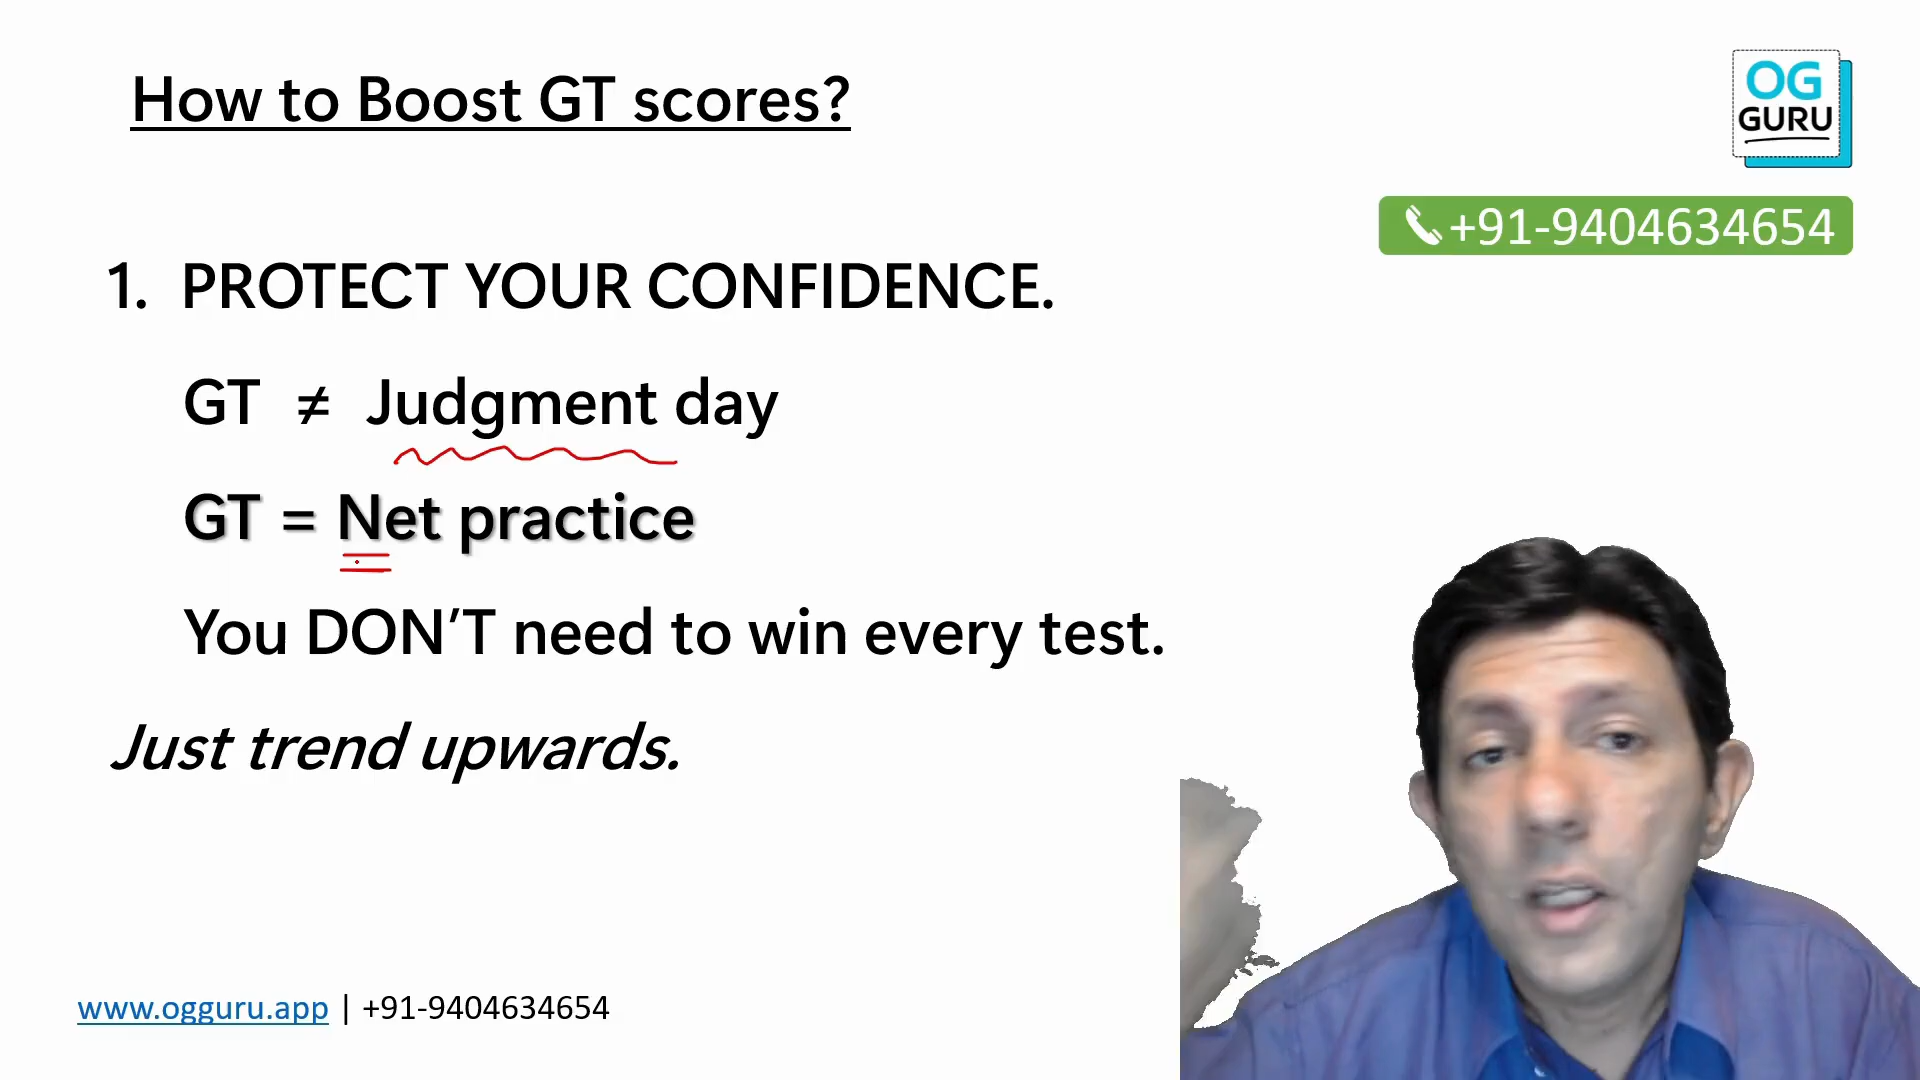 How to Boost GT scores?
OG
GURU
+91-9404634654
1. PROTECT YOUR CONFIDENCE.
GT ≠ Judgment day
GT = Net practice
You DON’T need to win every test.
Just trend upwards.
www.ogguru.app | +91-9404634654